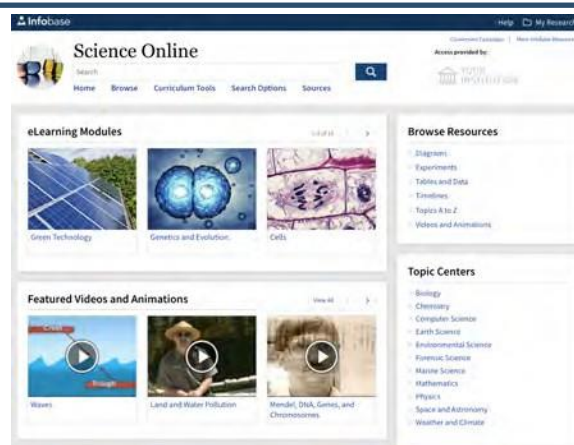 Infobase
Help My Research
Science Online
Access provided by:
Search
YOUR
INSTITUTION
Home Browse Curriculum Tools Search Options Sources
eLearning Modules
Green Technology
Genetics and Evolution
Cells
Browse Resources
Diagrams
Experiments
Tables and Data
Timelines
Topics A to Z
Videos and Animations
Featured Videos and Animations
View All
Crest
Trough
Waves
Land and Water Pollution
Mendel, DNA, Genes, and
Chromosomes
Topic Centers
Biology
Chemistry
Computer Science
Earth Science
Environmental Science
Forensic Science
Marine Science
Mathematics
Physics
Space and Astronomy
Weather and Climate